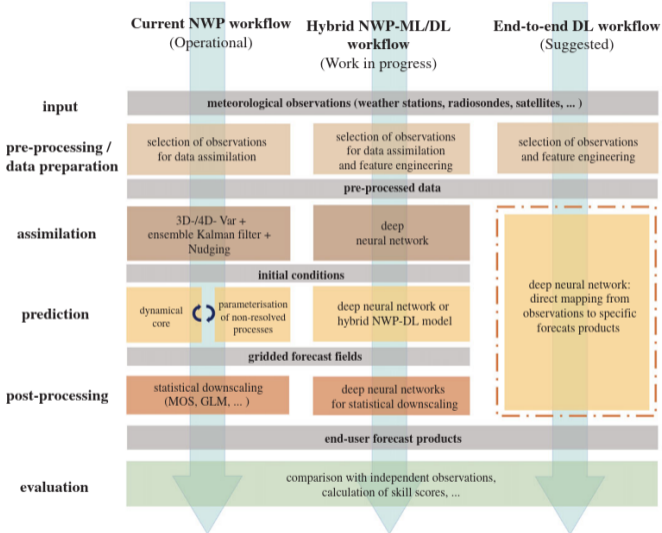 Current NWP workflow
(Operational)
Hybrid NWP-ML/DL
workflow
(Work in progress)
End-to-end DL workflow
(Suggested)
input
meteorological observations (weather stations, radiosondes, satellites, ... )
pre-processing /
data preparation
selection of observations
for data assimilation
selection of observations
for data assimilation
and feature engineering
selection of observations
and feature engineering
pre-processed data
assimilation
3D-/4D- Var +
ensemble Kalman filter +
Nudging
deep
neural network
initial conditions
prediction
dynamical
core
parameterisation
of non-resolved
processes
deep neural network or
hybrid NWP-DL model
deep neural network:
direct mapping from
observations to specific
forecats products
gridded forecast fields
post-processing
statistical downscaling
(MOS, GLM, ... )
deep neural networks
for statistical downscaling
end-user forecast products
evaluation
comparison with independent observations,
calculation of skill scores, ...